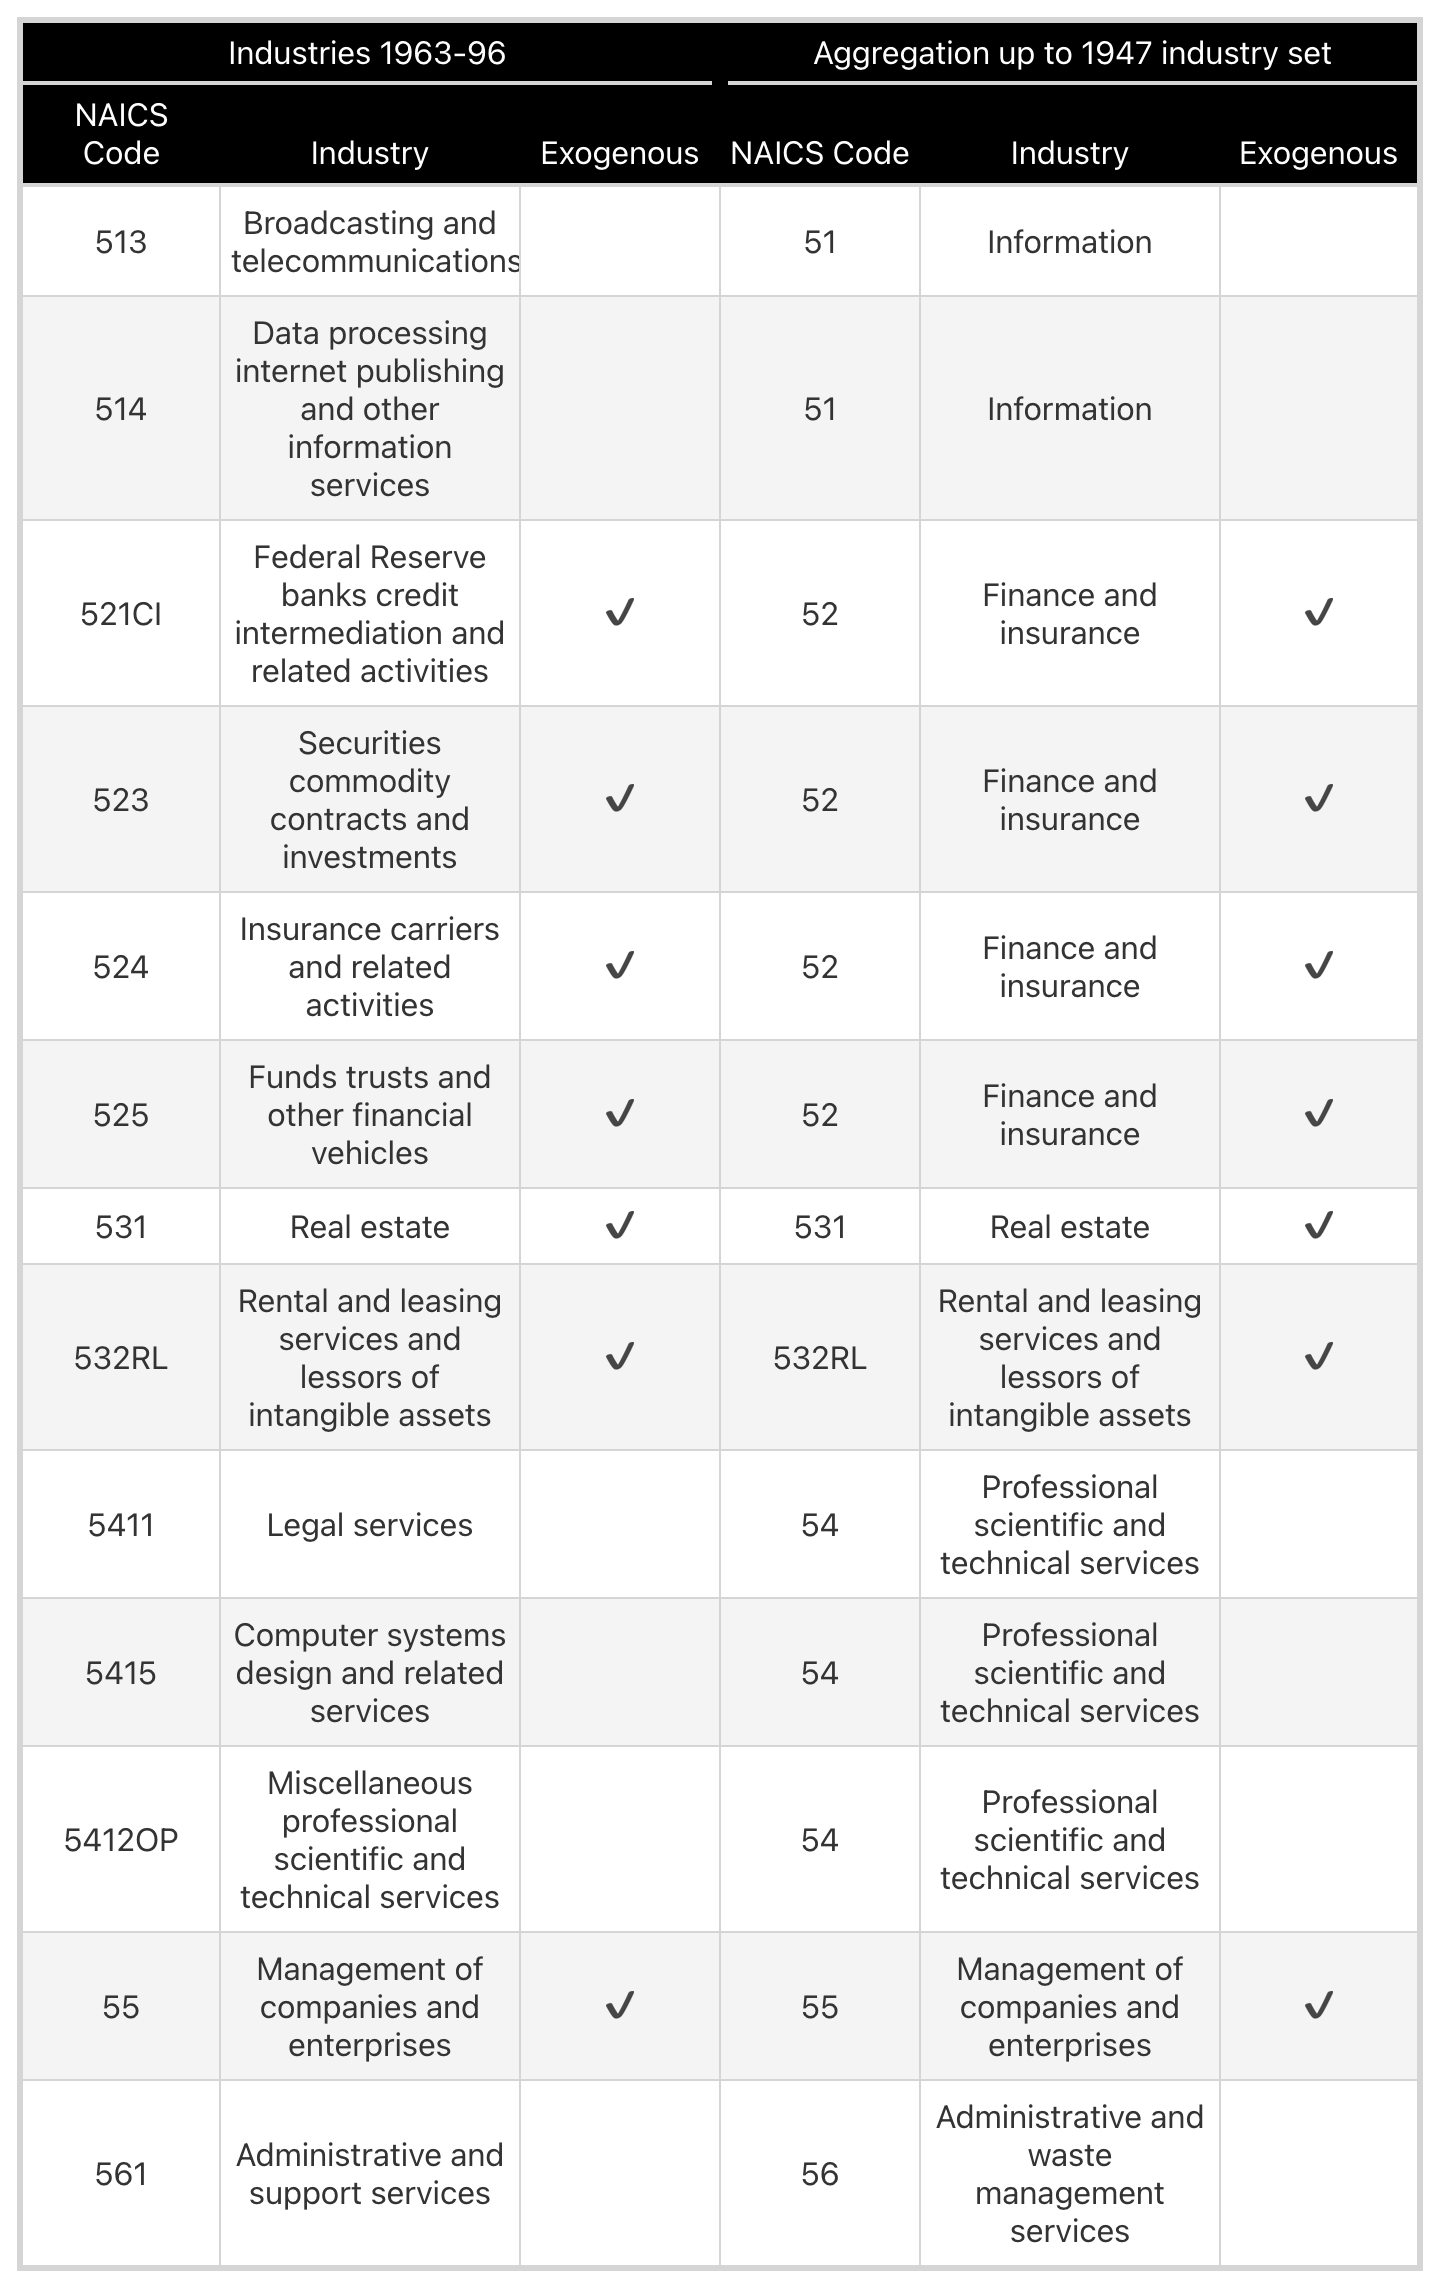 Industries 1963-96 Aggregation up to 1947 industry set
NAICS
Code Industry Exogenous NAICS Code Industry Exogenous
513 Broadcasting and
telecommunications 51 Information
514 Data processing
internet publishing
and other
information
services 51 Information
521CI Federal Reserve
banks credit
intermediation and
related activities ✔ 52 Finance and
insurance ✔
523 Securities
commodity
contracts and
investments ✔ 52 Finance and
insurance ✔
524 Insurance carriers
and related
activities ✔ 52 Finance and
insurance ✔
525 Funds trusts and
other financial
vehicles ✔ 52 Finance and
insurance ✔
531 Real estate ✔ 531 Real estate ✔
532RL Rental and leasing
services and
lessors of
intangible assets ✔ 532RL Rental and leasing
services and
lessors of
intangible assets ✔
5411 Legal services 54 Professional
scientific and
technical services
5415 Computer systems
design and related
services 54 Professional
scientific and
technical services
5412OP Miscellaneous
professional
scientific and
technical services 54 Professional
scientific and
technical services
55 Management of
companies and
enterprises ✔ 55 Management of
companies and
enterprises ✔
561 Administrative and
support services 56 Administrative and
waste
management
services